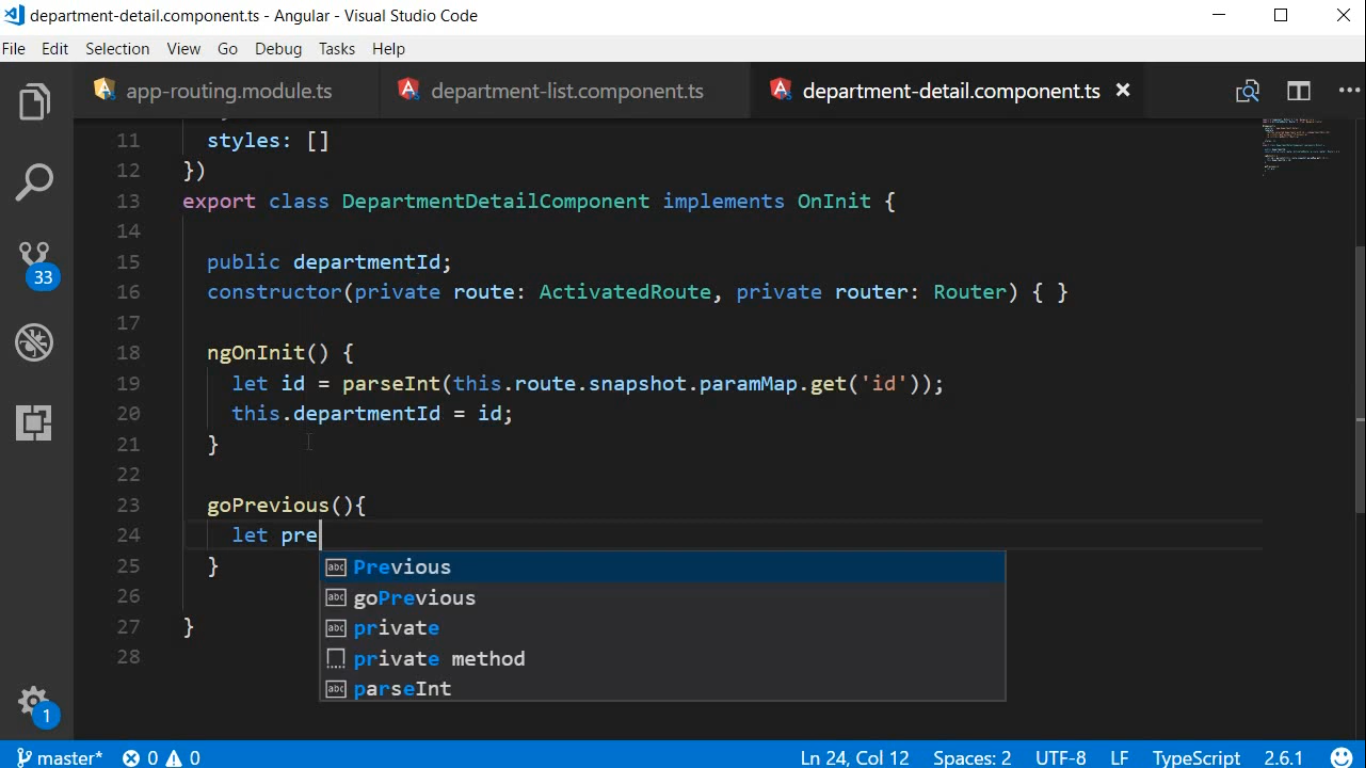 department-detail.component.ts - Angular - Visual Studio Code
File Edit Selection View Go Debug Tasks Help
app-routing.module.ts department-list.component.ts department-detail.component.ts
11 styles: []
12 })
13 export class DepartmentDetailComponent implements OnInit {
14
15 public departmentId;
16 constructor(private route: ActivatedRoute, private router: Router) { }
17
18 ngOnInit() {
19 let id = parseInt(this.route.snapshot.paramMap.get('id'));
20 this.departmentId = id;
21 }
22
23 goPrevious(){
24 let pre
25 }
26
27 }
28
abc Previous
abc goPrevious
abc private
private method
abc parseInt
33
1
master* 0 0 Ln 24, Col 12 Spaces: 2 UTF-8 LF TypeScript 2.6.1